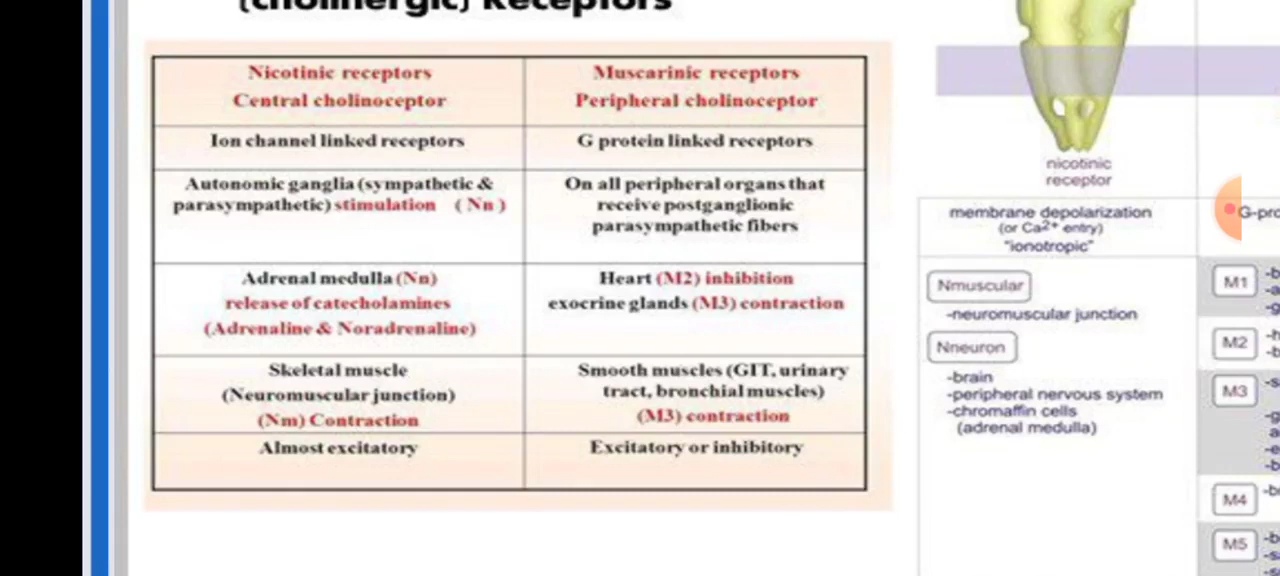 (cholinergic) Receptors
Nicotinic receptors
Central cholinoceptor
Muscarinic receptors
Peripheral cholinoceptor
Ion channel linked receptors
G protein linked receptors
Autonomic ganglia (sympathetic &
parasympathetic) stimulation ( Nn )
On all peripheral organs that
receive postganglionic
parasympathetic fibers
Adrenal medulla (Nn)
release of catecholamines
(Adrenaline & Noradrenaline)
Heart (M2) inhibition
exocrine glands (M3) contraction
Skeletal muscle
(Neuromuscular junction)
(Nm) Contraction
Smooth muscles (GIT, urinary
tract, bronchial muscles)
(M3) contraction
Almost excitatory
Excitatory or inhibitory
nicotinic
receptor
membrane depolarization
(or Ca2+ entry)
"ionotropic"
Nmuscular
-neuromuscular junction
Nneuron
-brain
-peripheral nervous system
-chromaffin cells
(adrenal medulla)
M1
M2
M3
M4
M5